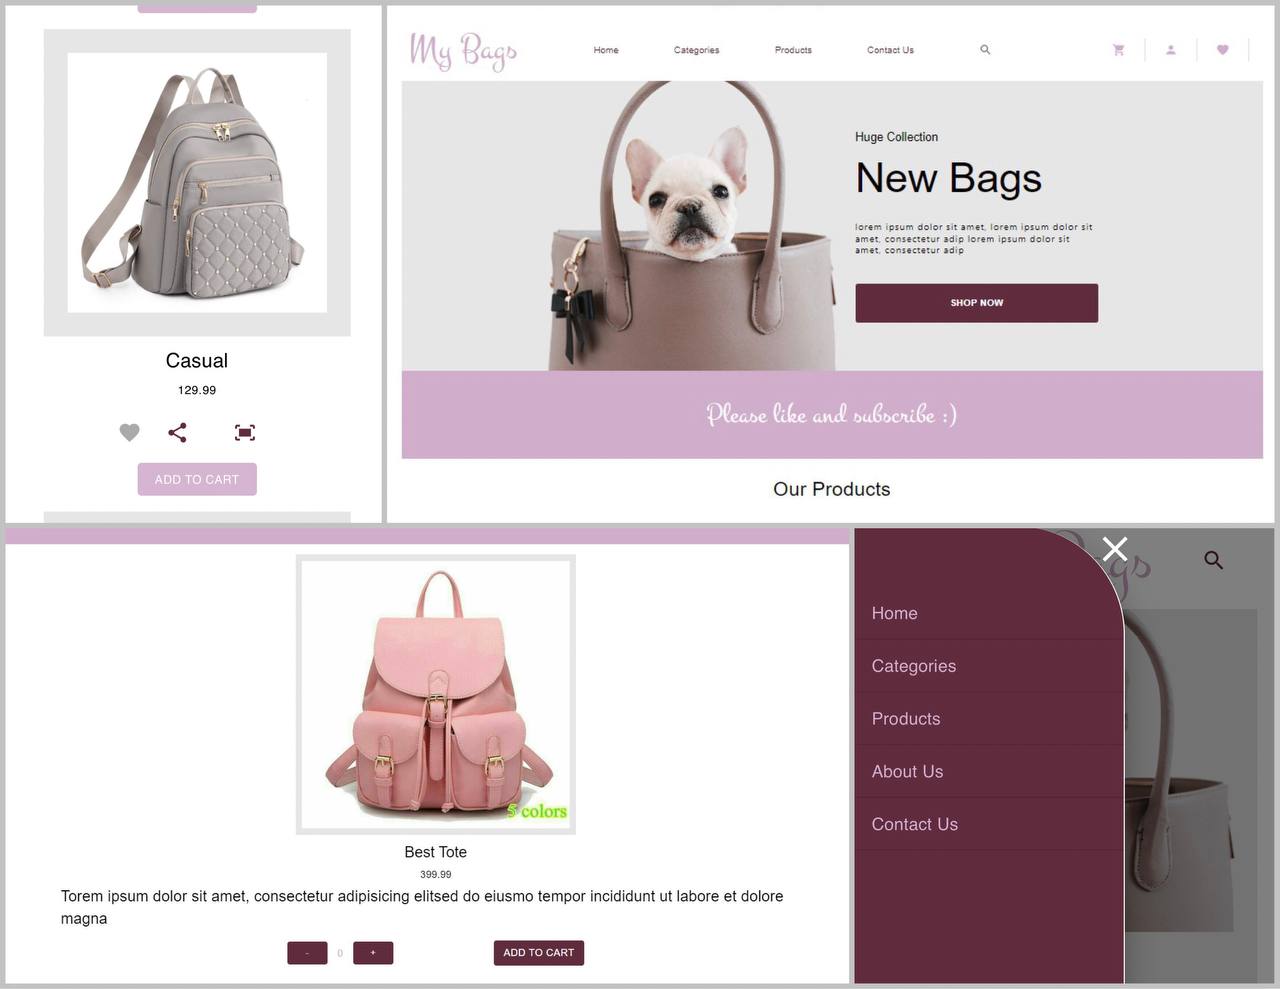 Casual
129.99
ADD TO CART
My Bags
Home
Categories
Products
Contact Us
Huge Collection
New Bags
lorem ipsum dolor sit amet, lorem ipsum dolor sit
amet, consectetur adip lorem ipsum dolor sit
amet, consectetur adip
SHOP NOW
Please like and subscribe :)
Our Products
5 colors
Best Tote
399.99
Torem ipsum dolor sit amet, consectetur adipisicing elitsed do eiusmo tempor incididunt ut labore et dolore
magna
- 0 +
ADD TO CART
Bags
Home
Categories
Products
About Us
Contact Us